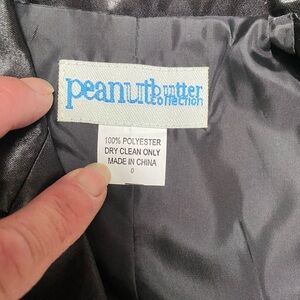 peanutbutter
collection
100% POLYESTER
DRY CLEAN ONLY
MADE IN CHINA
0